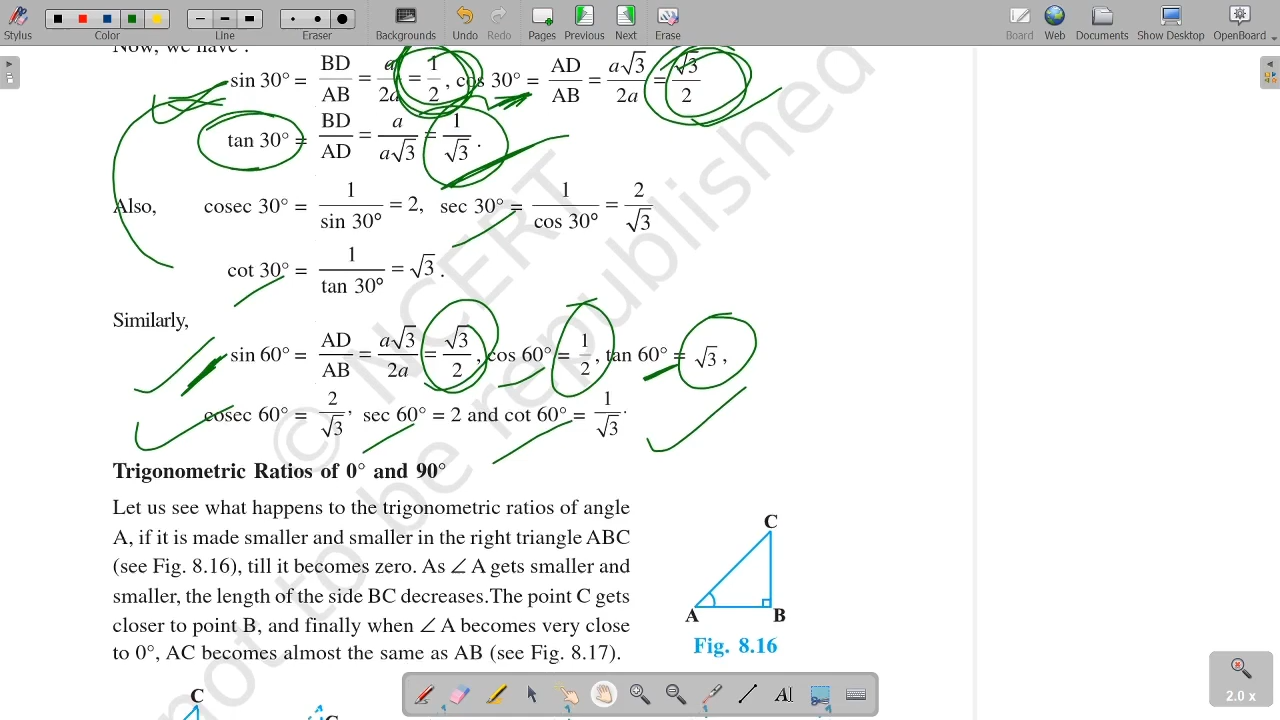 Stylus Color Line Eraser Backgrounds Undo Redo Pages Previous Next Erase Board Web Documents Show Desktop OpenBoard
Now, we have :
sin 30° = BD/AB = a/2a = 1/2 , cos 30° = AD/AB = a√3/2a = √3/2
tan 30° = BD/AD = a/a√3 = 1/√3 .
Also, cosec 30° = 1/sin 30° = 2, sec 30° = 1/cos 30° = 2/√3
cot 30° = 1/tan 30° = √3 .
Similarly,
sin 60° = AD/AB = a√3/2a = √3/2 , cos 60° = 1/2 , tan 60° = √3 ,
cosec 60° = 2/√3 , sec 60° = 2 and cot 60° = 1/√3 .
Trigonometric Ratios of 0° and 90°
Let us see what happens to the trigonometric ratios of angle
A, if it is made smaller and smaller in the right triangle ABC
(see Fig. 8.16), till it becomes zero. As ∠ A gets smaller and
smaller, the length of the side BC decreases.The point C gets
closer to point B, and finally when ∠ A becomes very close
to 0°, AC becomes almost the same as AB (see Fig. 8.17).
C
A B
Fig. 8.16
C
C
© NCERT
not to be republished
2.0 x